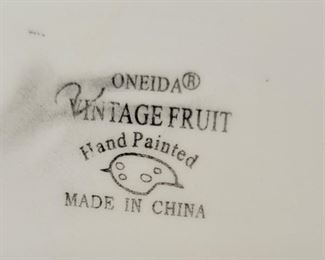 ONEIDA®
VINTAGE FRUIT
Hand Painted
MADE IN CHINA